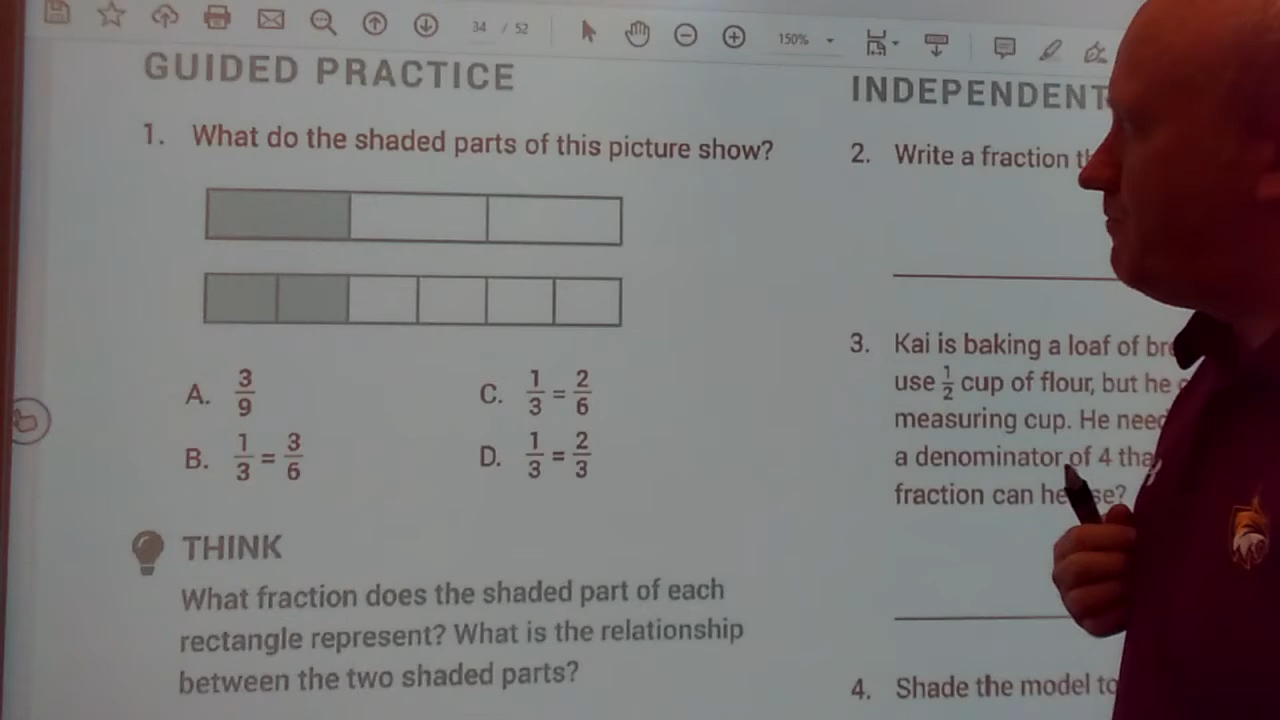 34 / 52
150%
GUIDED PRACTICE
1. What do the shaded parts of this picture show?
A. 3/9
B. 1/3 = 3/6
C. 1/3 = 2/6
D. 1/3 = 2/3
THINK
What fraction does the shaded part of each
rectangle represent? What is the relationship
between the two shaded parts?
INDEPENDENT
2. Write a fraction
3. Kai is baking a loaf of
use 1/2 cup of flour, but he
measuring cup. He
a denominator of 4
fraction can he
4. Shade the model